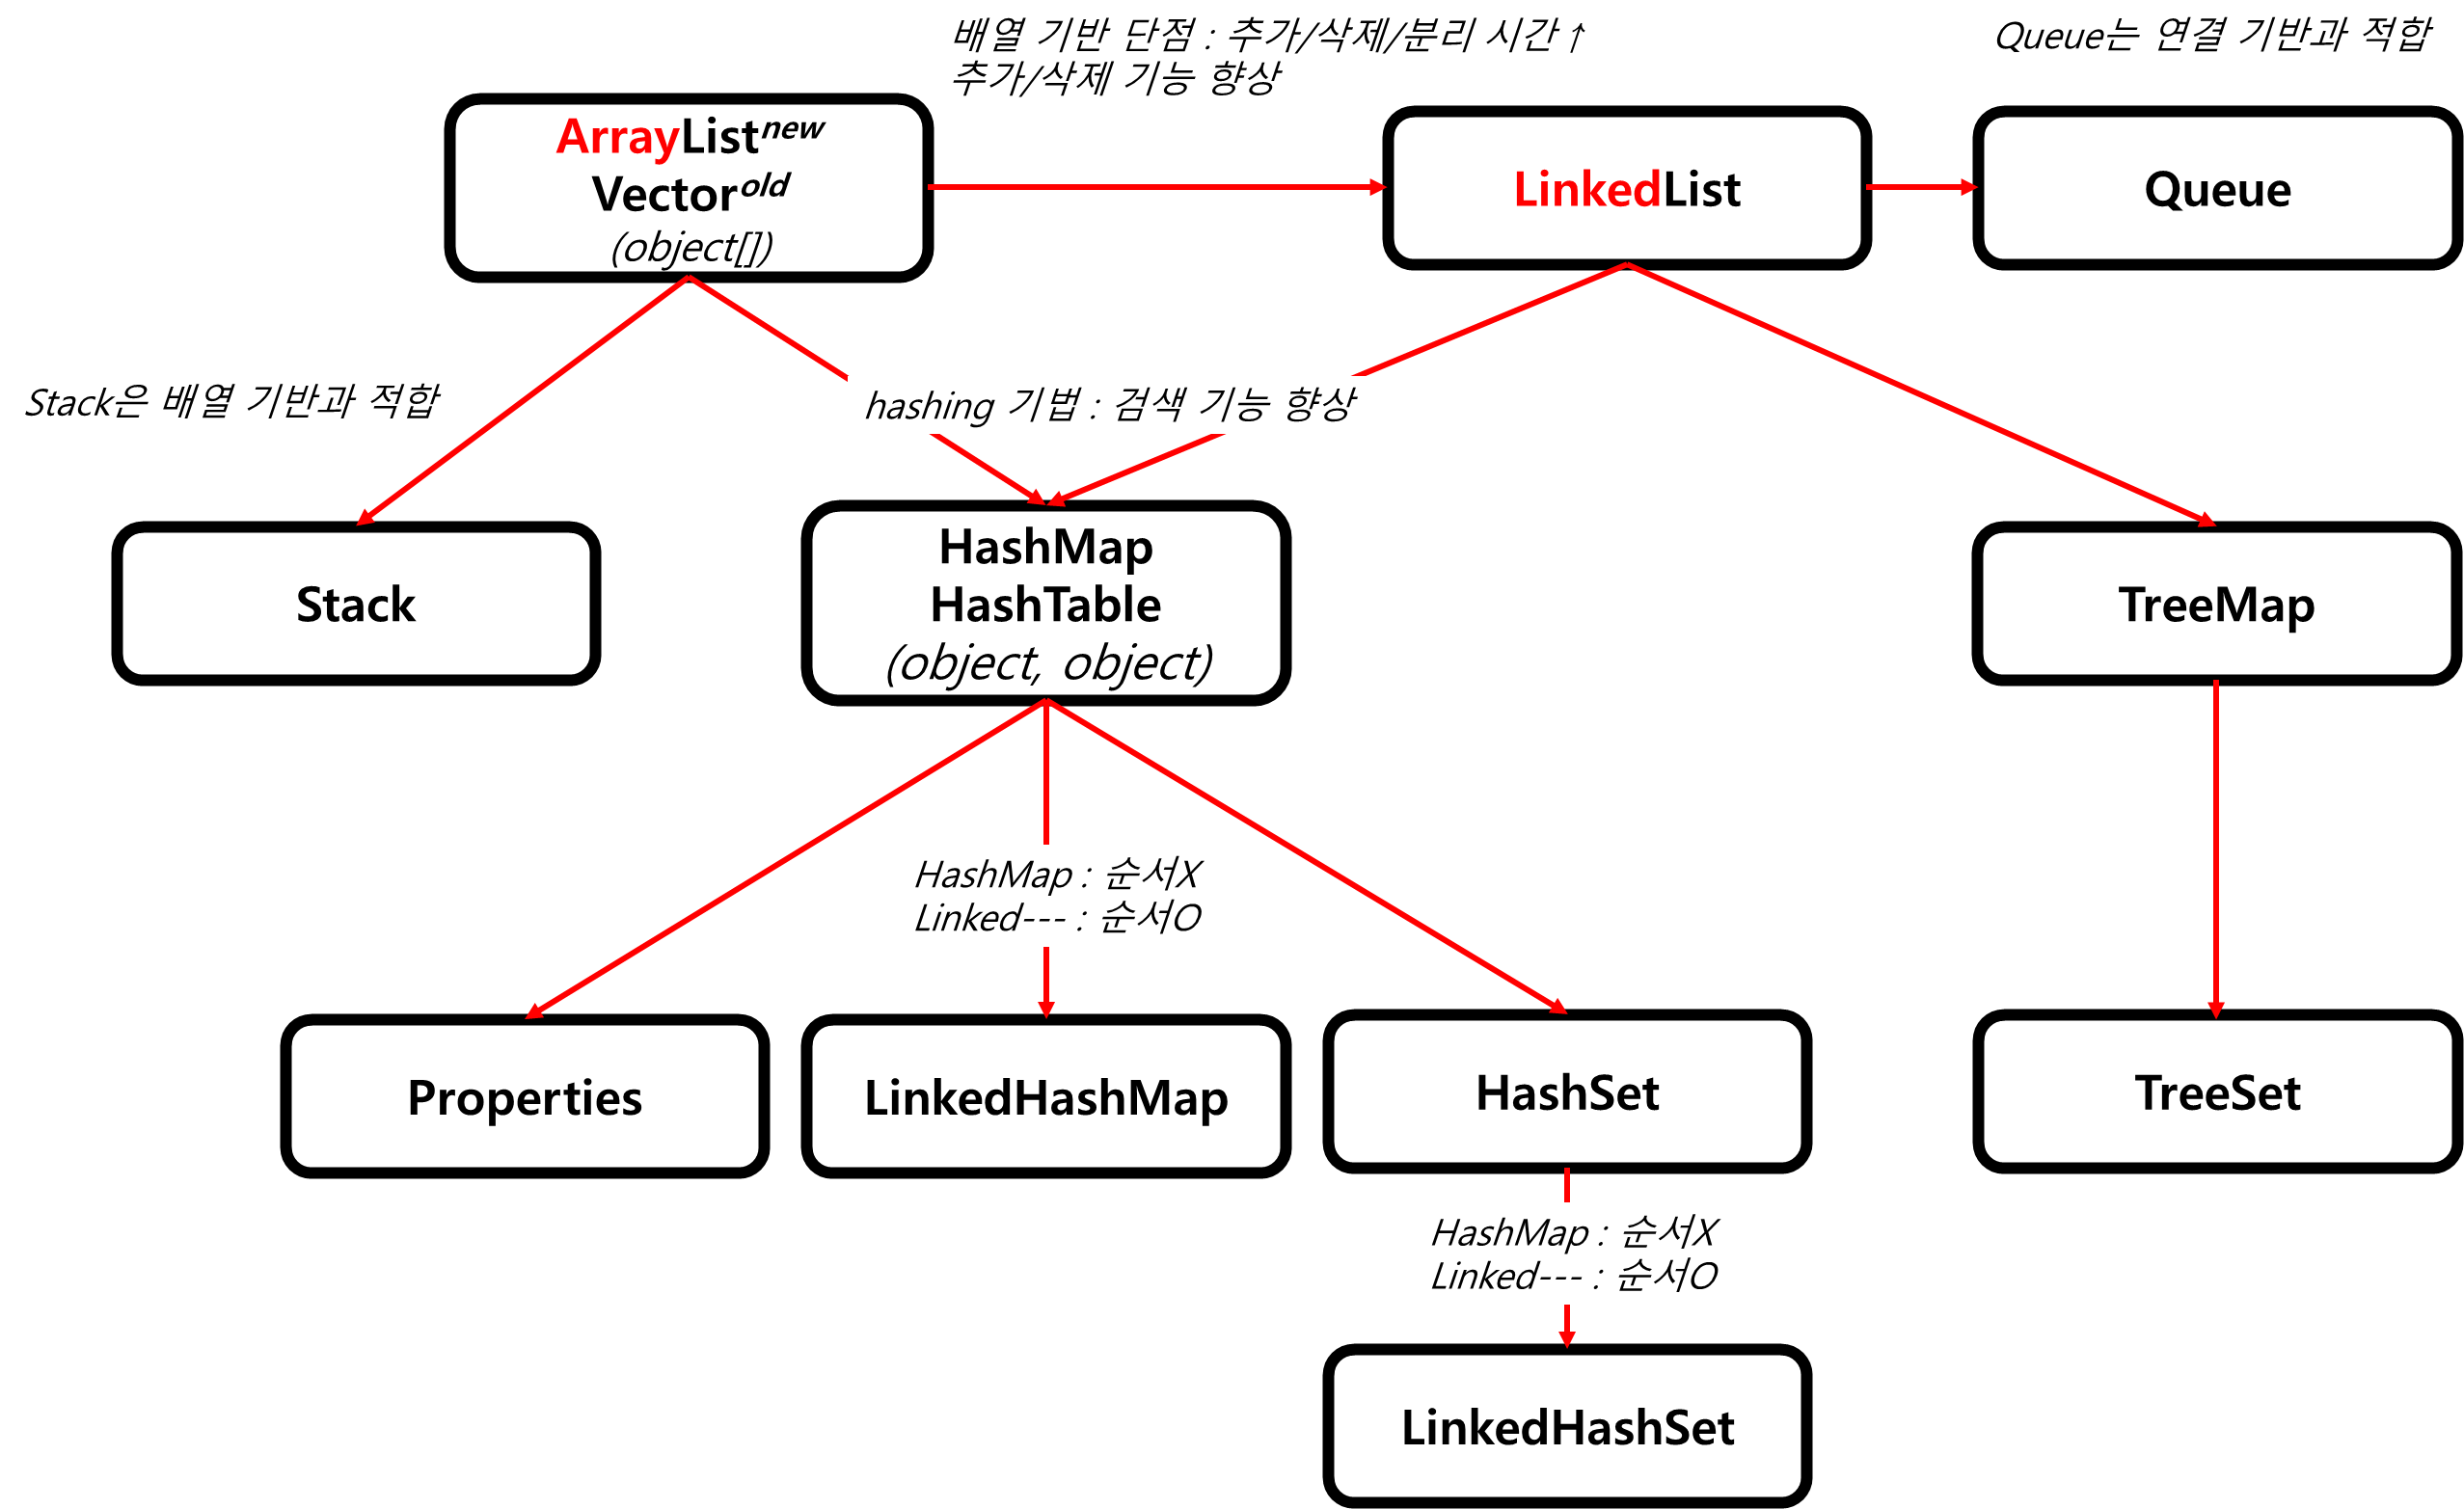 배열 기반 단점 : 추가/삭제/분리 시간↑
추가/삭제 기능 향상
Queue는 연결 기반과 적합
ArrayListnew
Vectorold
(object[])
LinkedList
Queue
Stack은 배열 기반과 적합
hashing 기법 : 검색 기능 향상
Stack
HashMap
HashTable
(object, object)
TreeMap
HashMap : 순서X
Linked--- : 순서O
Properties
LinkedHashMap
HashSet
TreeSet
HashMap : 순서X
Linked--- : 순서O
LinkedHashSet